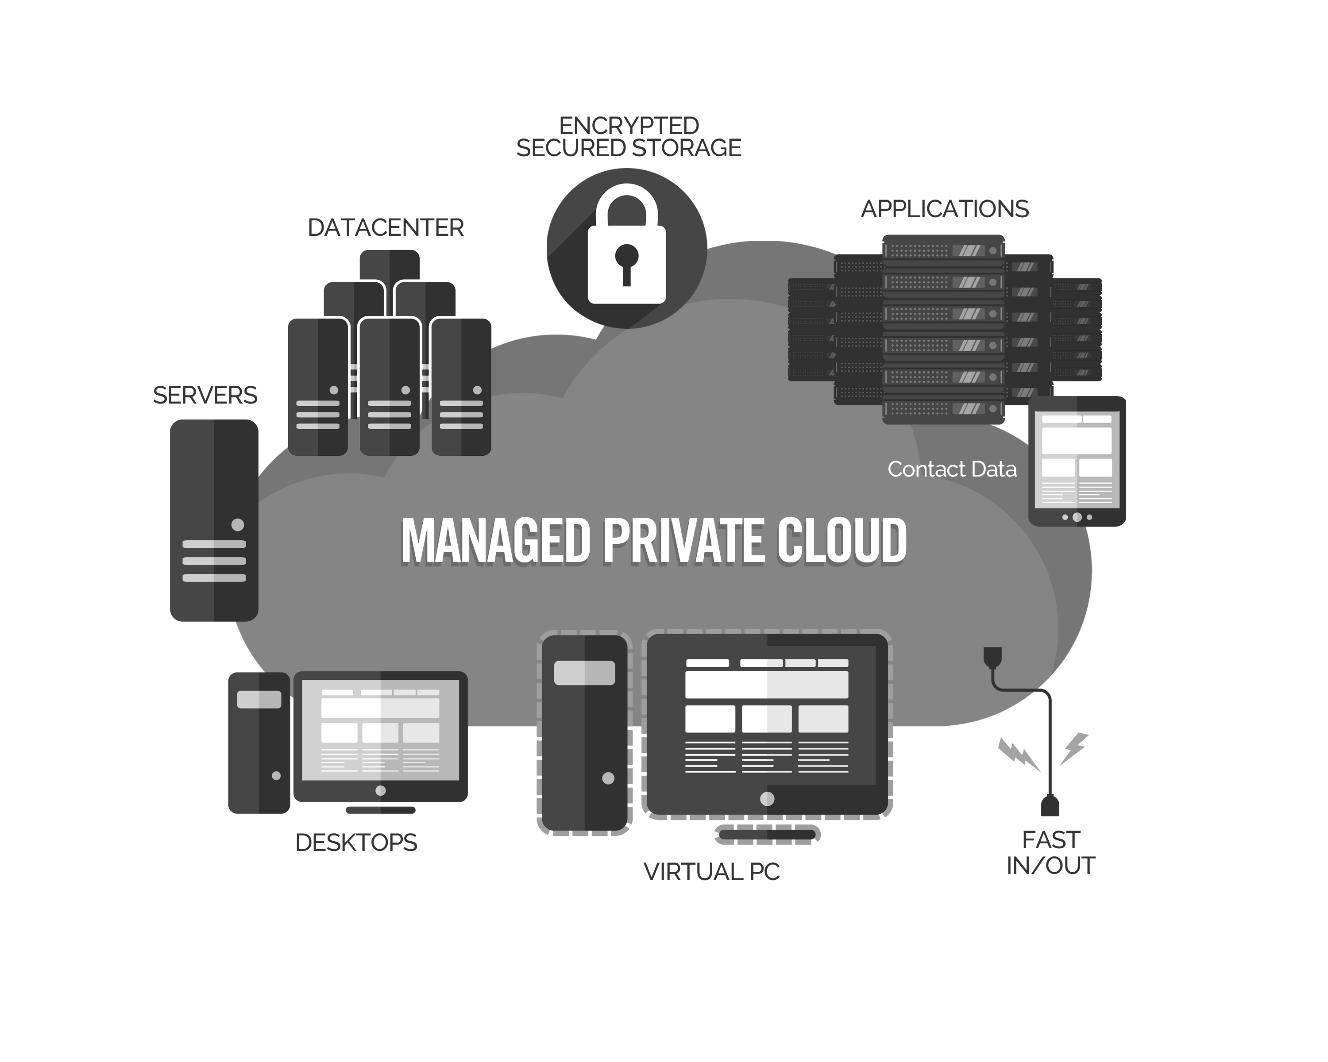 ENCRYPTED
SECURED STORAGE
APPLICATIONS
DATACENTER
SERVERS
Contact Data
MANAGED PRIVATE CLOUD
DESKTOPS
VIRTUAL PC
FAST
IN/OUT